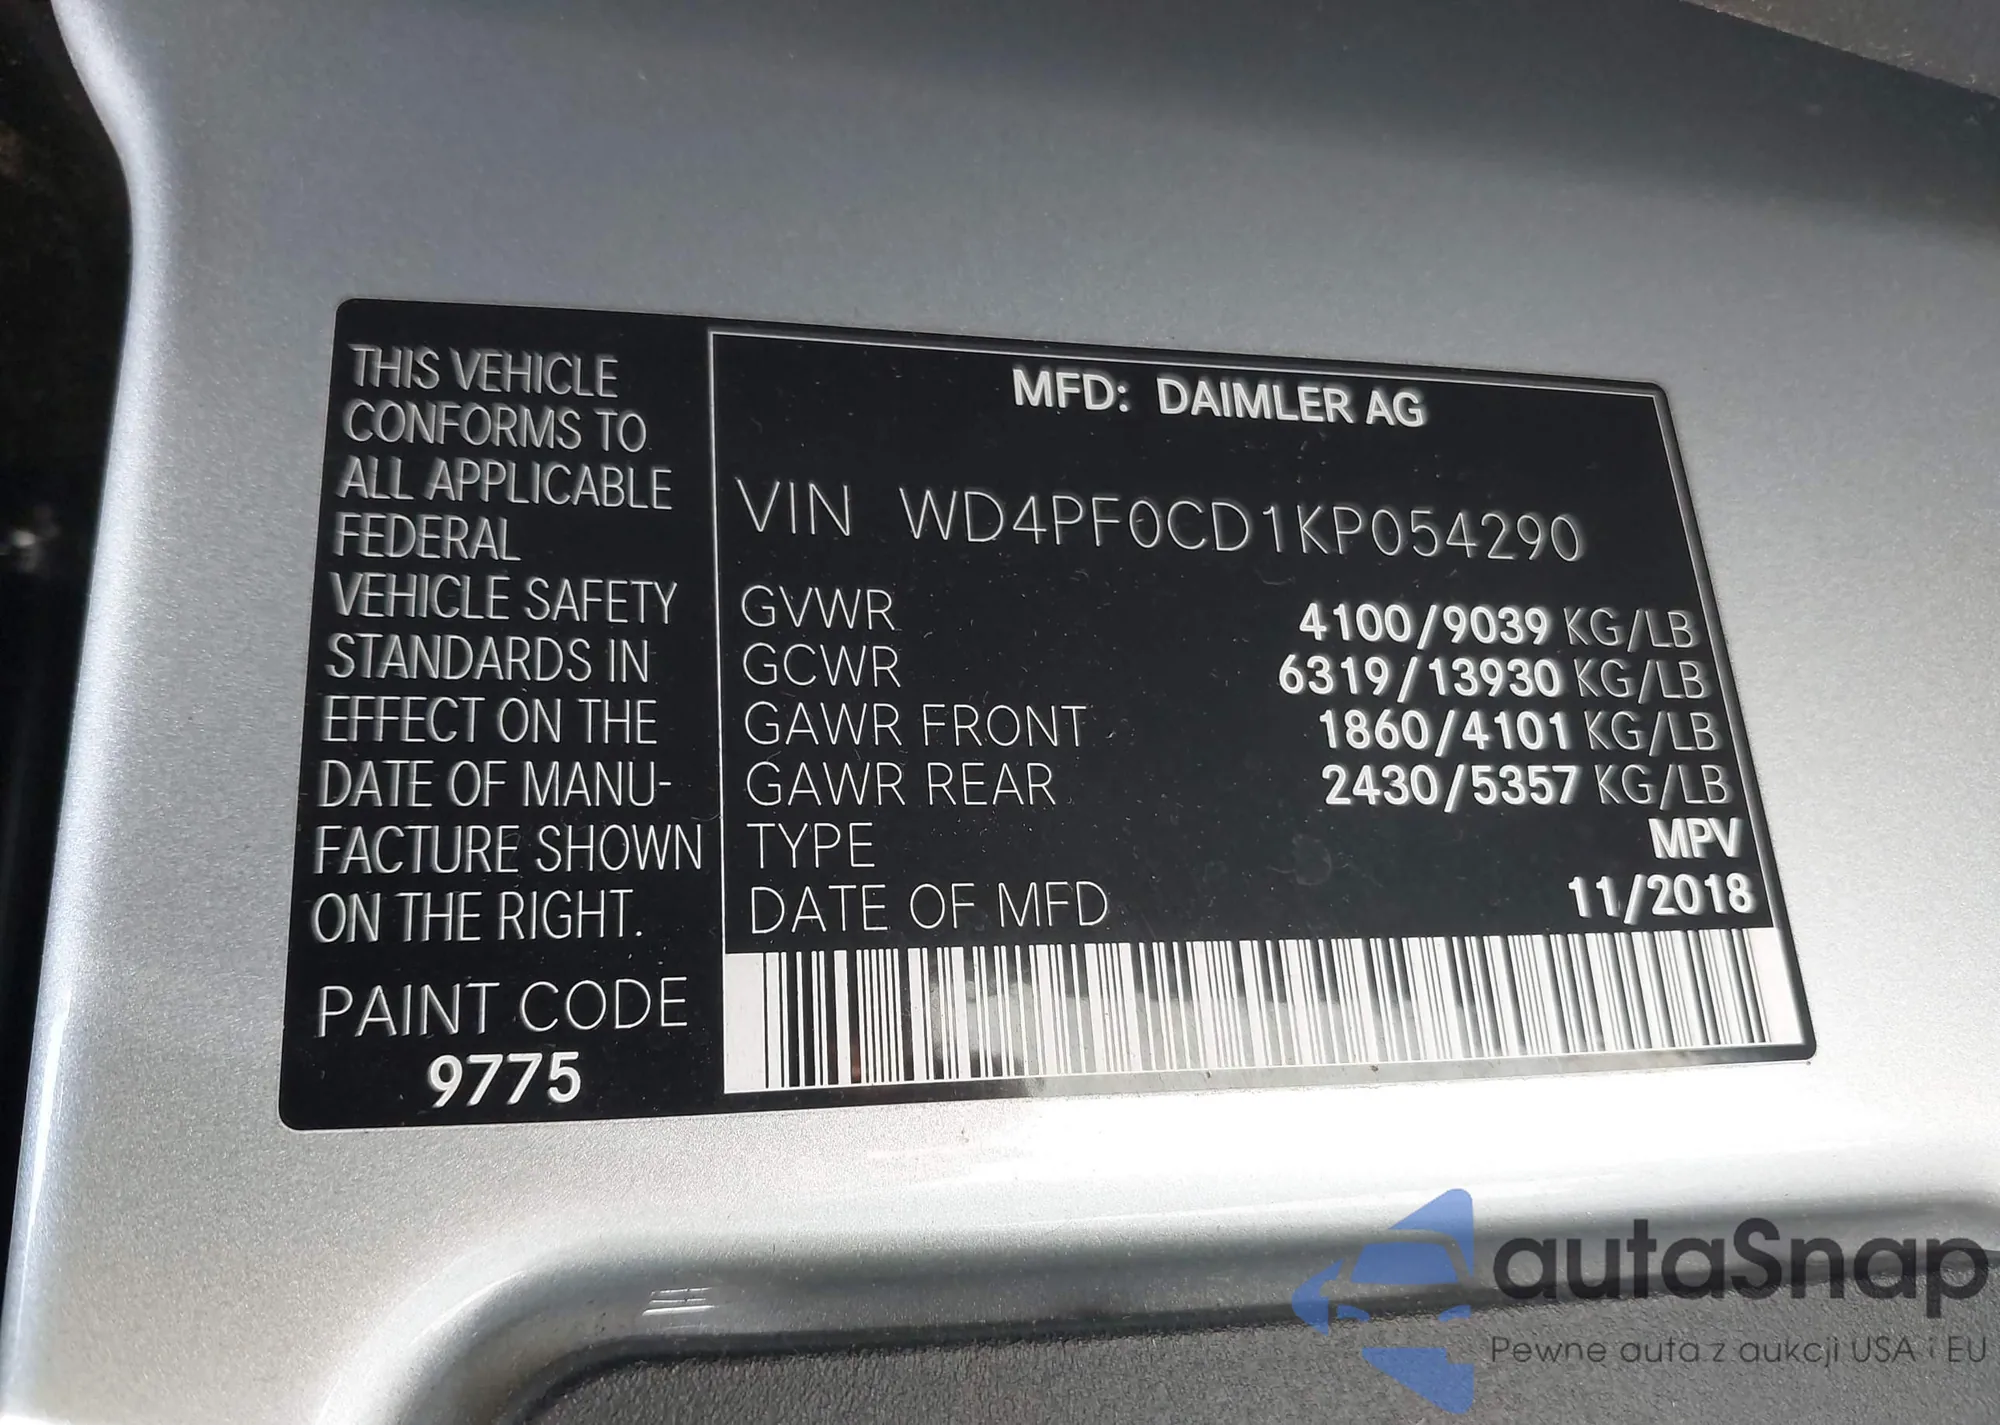 THIS VEHICLE
CONFORMS TO
ALL APPLICABLE
FEDERAL
VEHICLE SAFETY
STANDARDS IN
EFFECT ON THE
DATE OF MANU-
FACTURE SHOWN
ON THE RIGHT.
PAINT CODE
9775
MFD: DAIMLER AG
VIN WD4PF0CD1KP054290
GVWR 4100/9039 KG/LB
GCWR 6319/13930 KG/LB
GAWR FRONT 1860/4101 KG/LB
GAWR REAR 2430/5357 KG/LB
TYPE MPV
DATE OF MFD 11/2018
autaSnap
Pewne auta z aukcji USA i EU